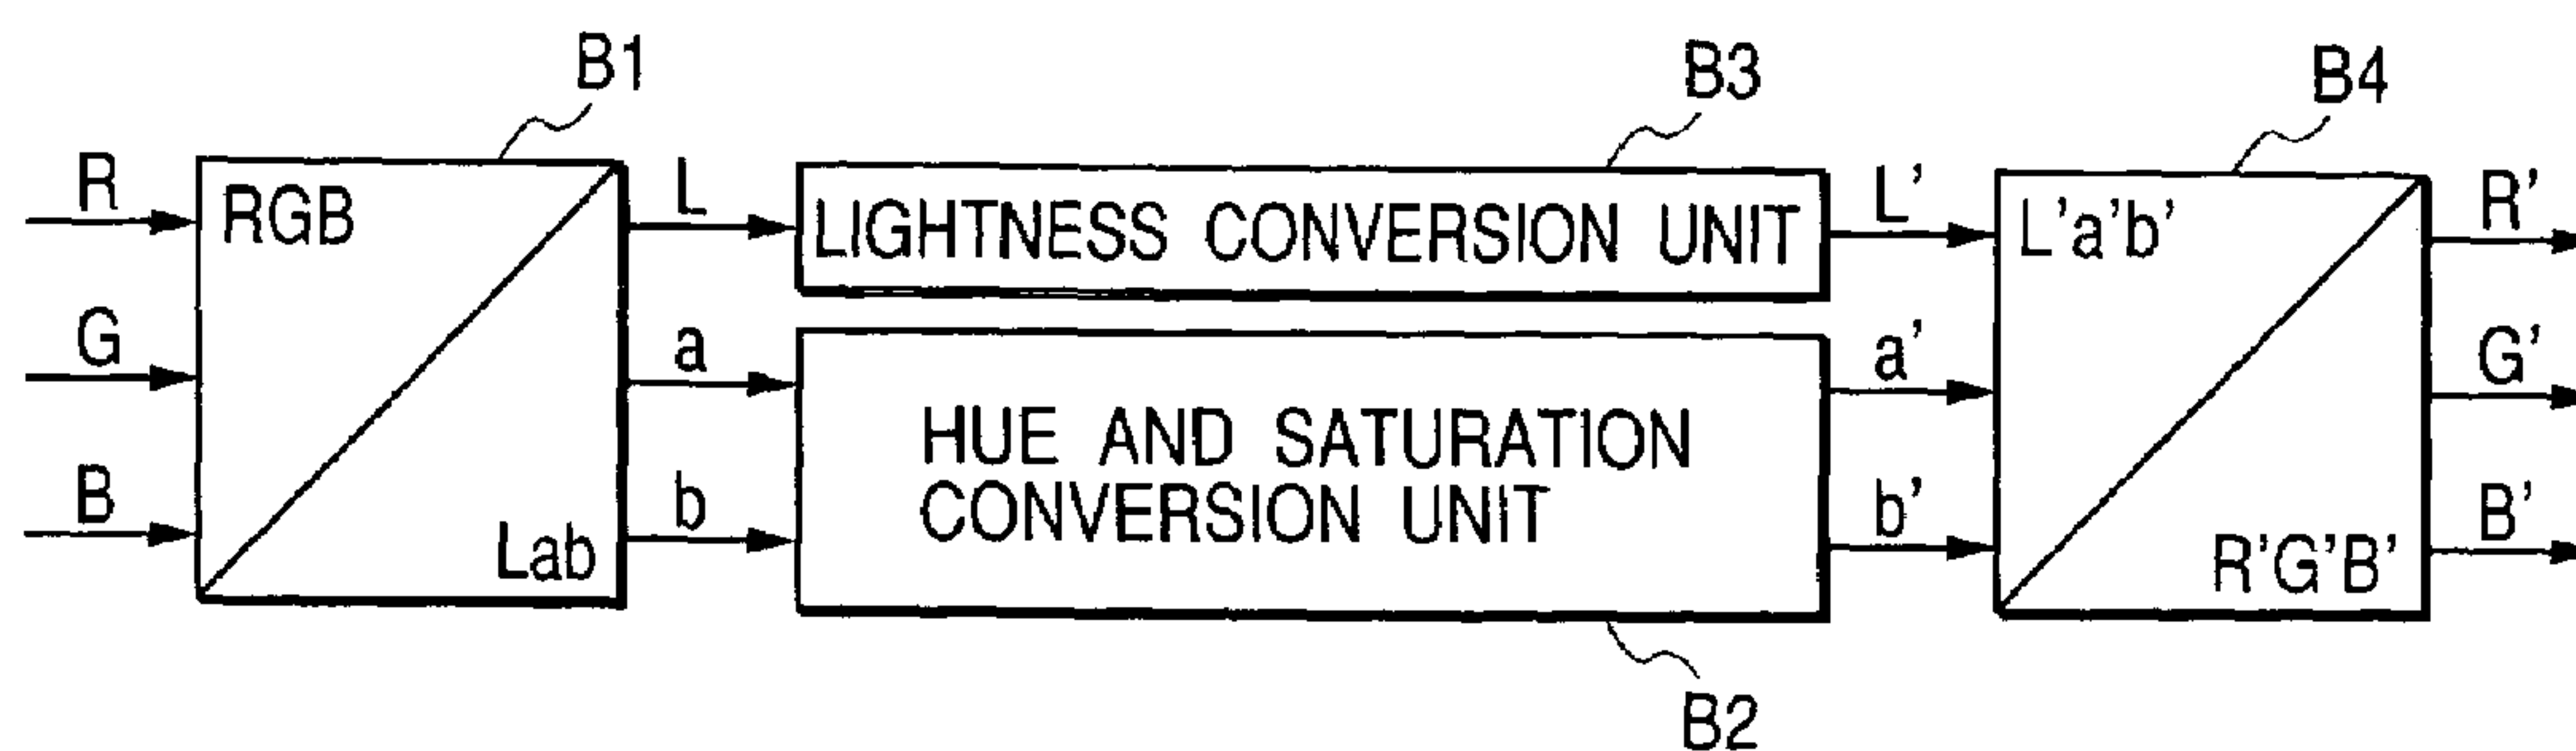 B1
B3
B4
R
G
B
RGB
Lab
L
a
b
LIGHTNESS CONVERSION UNIT
HUE AND SATURATION
CONVERSION UNIT
L'
a'
b'
L'a'b'
R'G'B'
R'
G'
B'
B2